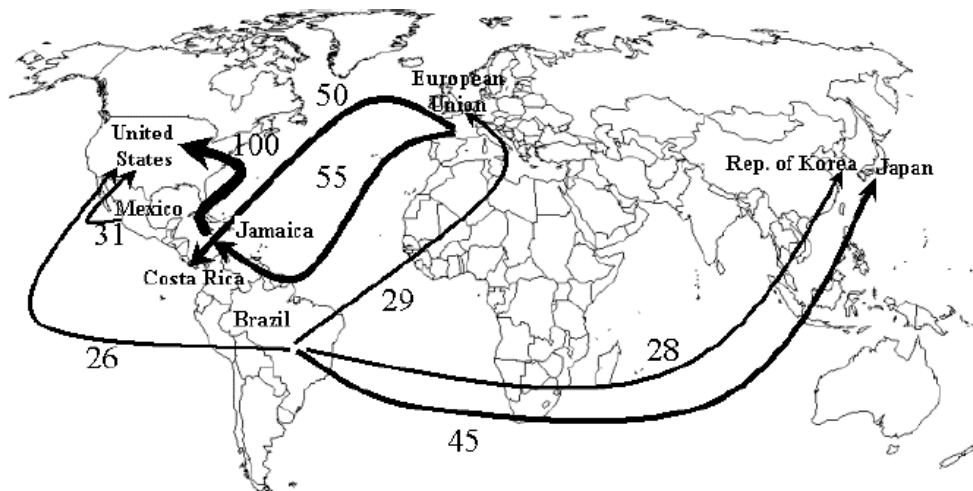 European
Union
50
United
States
100
55
Rep. of Korea
Japan
Mexico
31
Jamaica
Costa Rica
29
Brazil
26
28
45